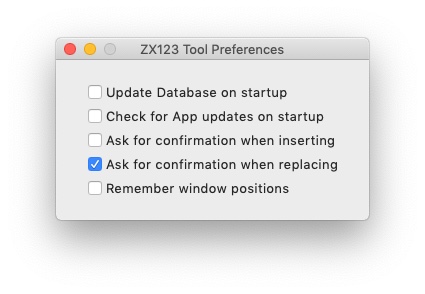 ZX123 Tool Preferences
Update Database on startup
Check for App updates on startup
Ask for confirmation when inserting
Ask for confirmation when replacing
Remember window positions